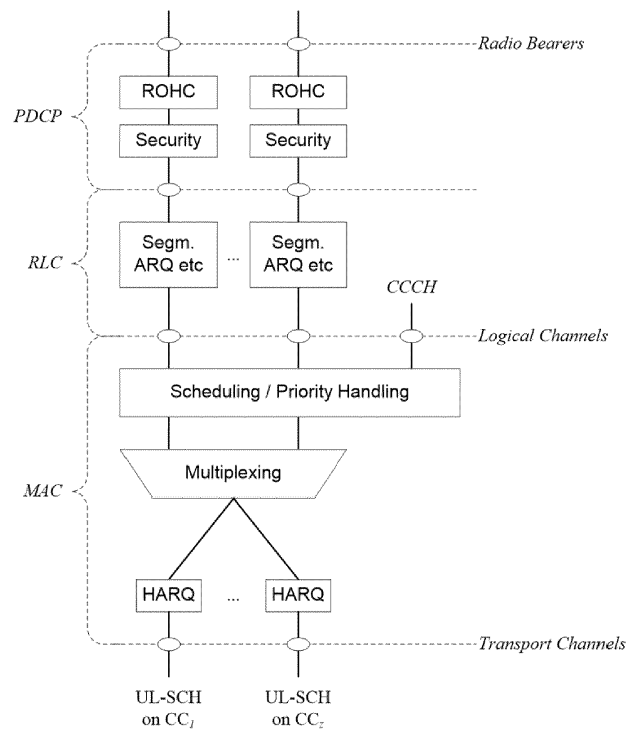 Radio Bearers
ROHC
ROHC
PDCP
Security
Security
Segm.
ARQ etc
...
Segm.
ARQ etc
RLC
CCCH
Logical Channels
Scheduling / Priority Handling
Multiplexing
MAC
HARQ
...
HARQ
Transport Channels
UL-SCH
on CC1
UL-SCH
on CCz